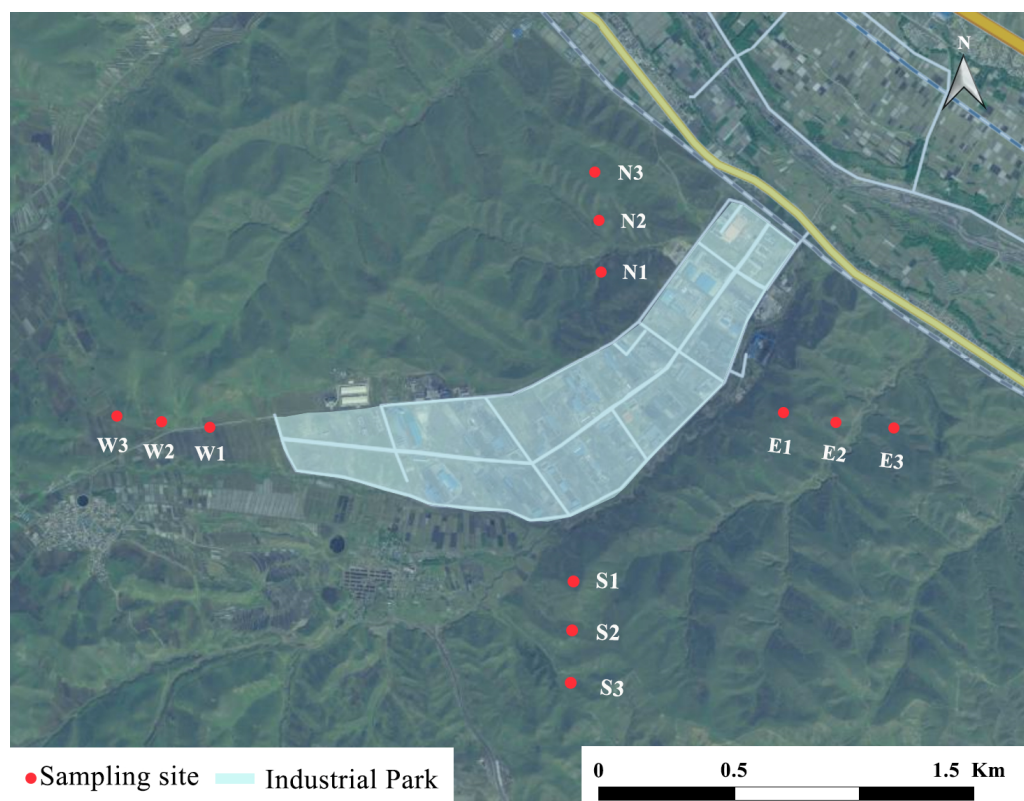 N
N3
N2
N1
W3 W2 W1
E1 E2 E3
S1
S2
S3
Sampling site Industrial Park
0 0.5 1.5 Km